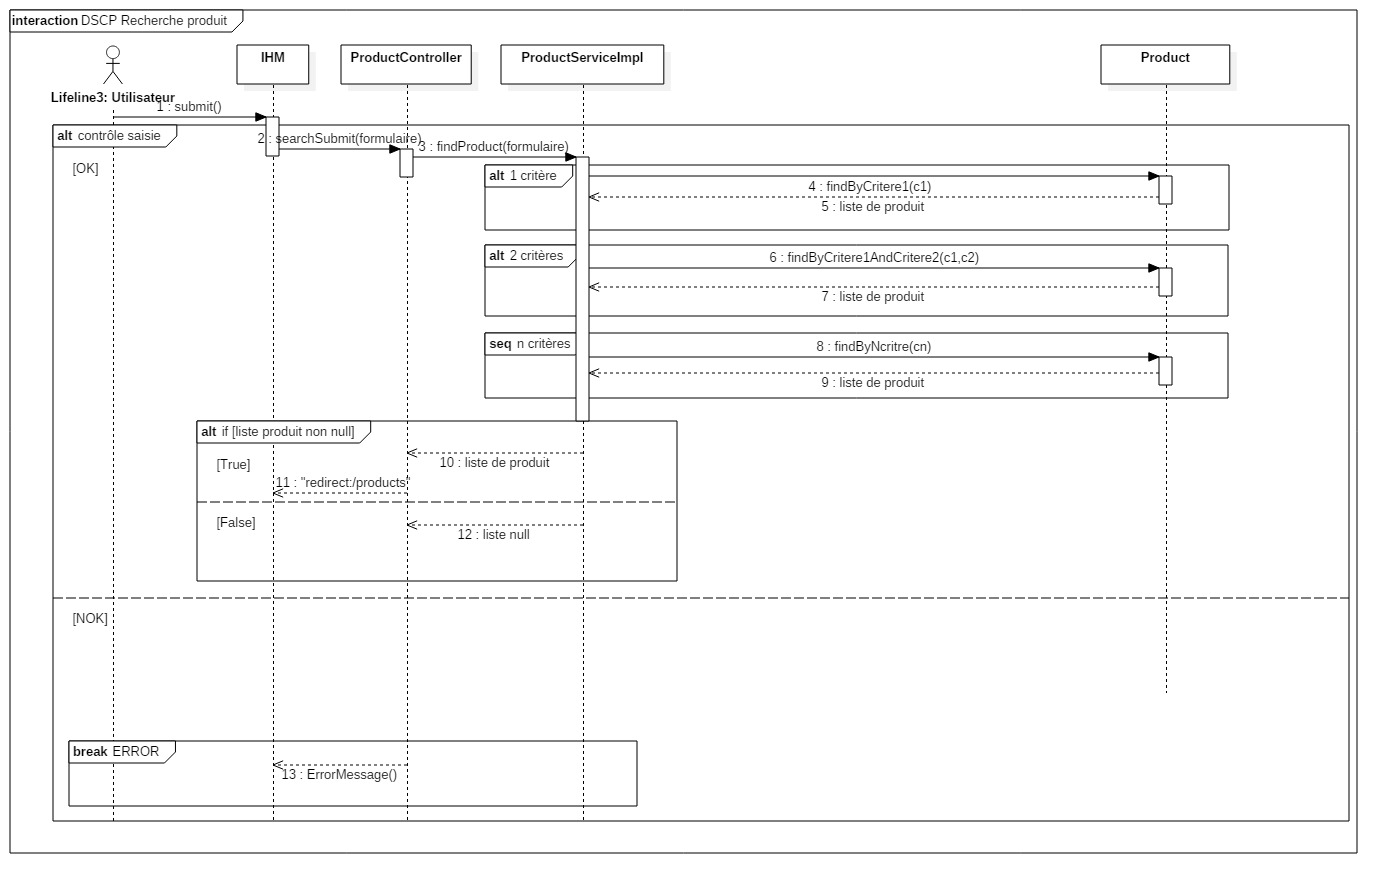 interaction DSCP Recherche produit
IHM
ProductController
ProductServiceImpl
Product
Lifeline3: Utilisateur
1 : submit()
alt contrôle saisie
2 : searchSubmit(formulaire)
3 : findProduct(formulaire)
[OK]
alt 1 critère
4 : findByCritere1(c1)
5 : liste de produit
alt 2 critères
6 : findByCritere1AndCritere2(c1,c2)
7 : liste de produit
seq n critères
8 : findByNcritre(cn)
9 : liste de produit
alt if [liste produit non null]
[True]
10 : liste de produit
11 : "redirect:/products"
[False]
12 : liste null
[NOK]
break ERROR
13 : ErrorMessage()